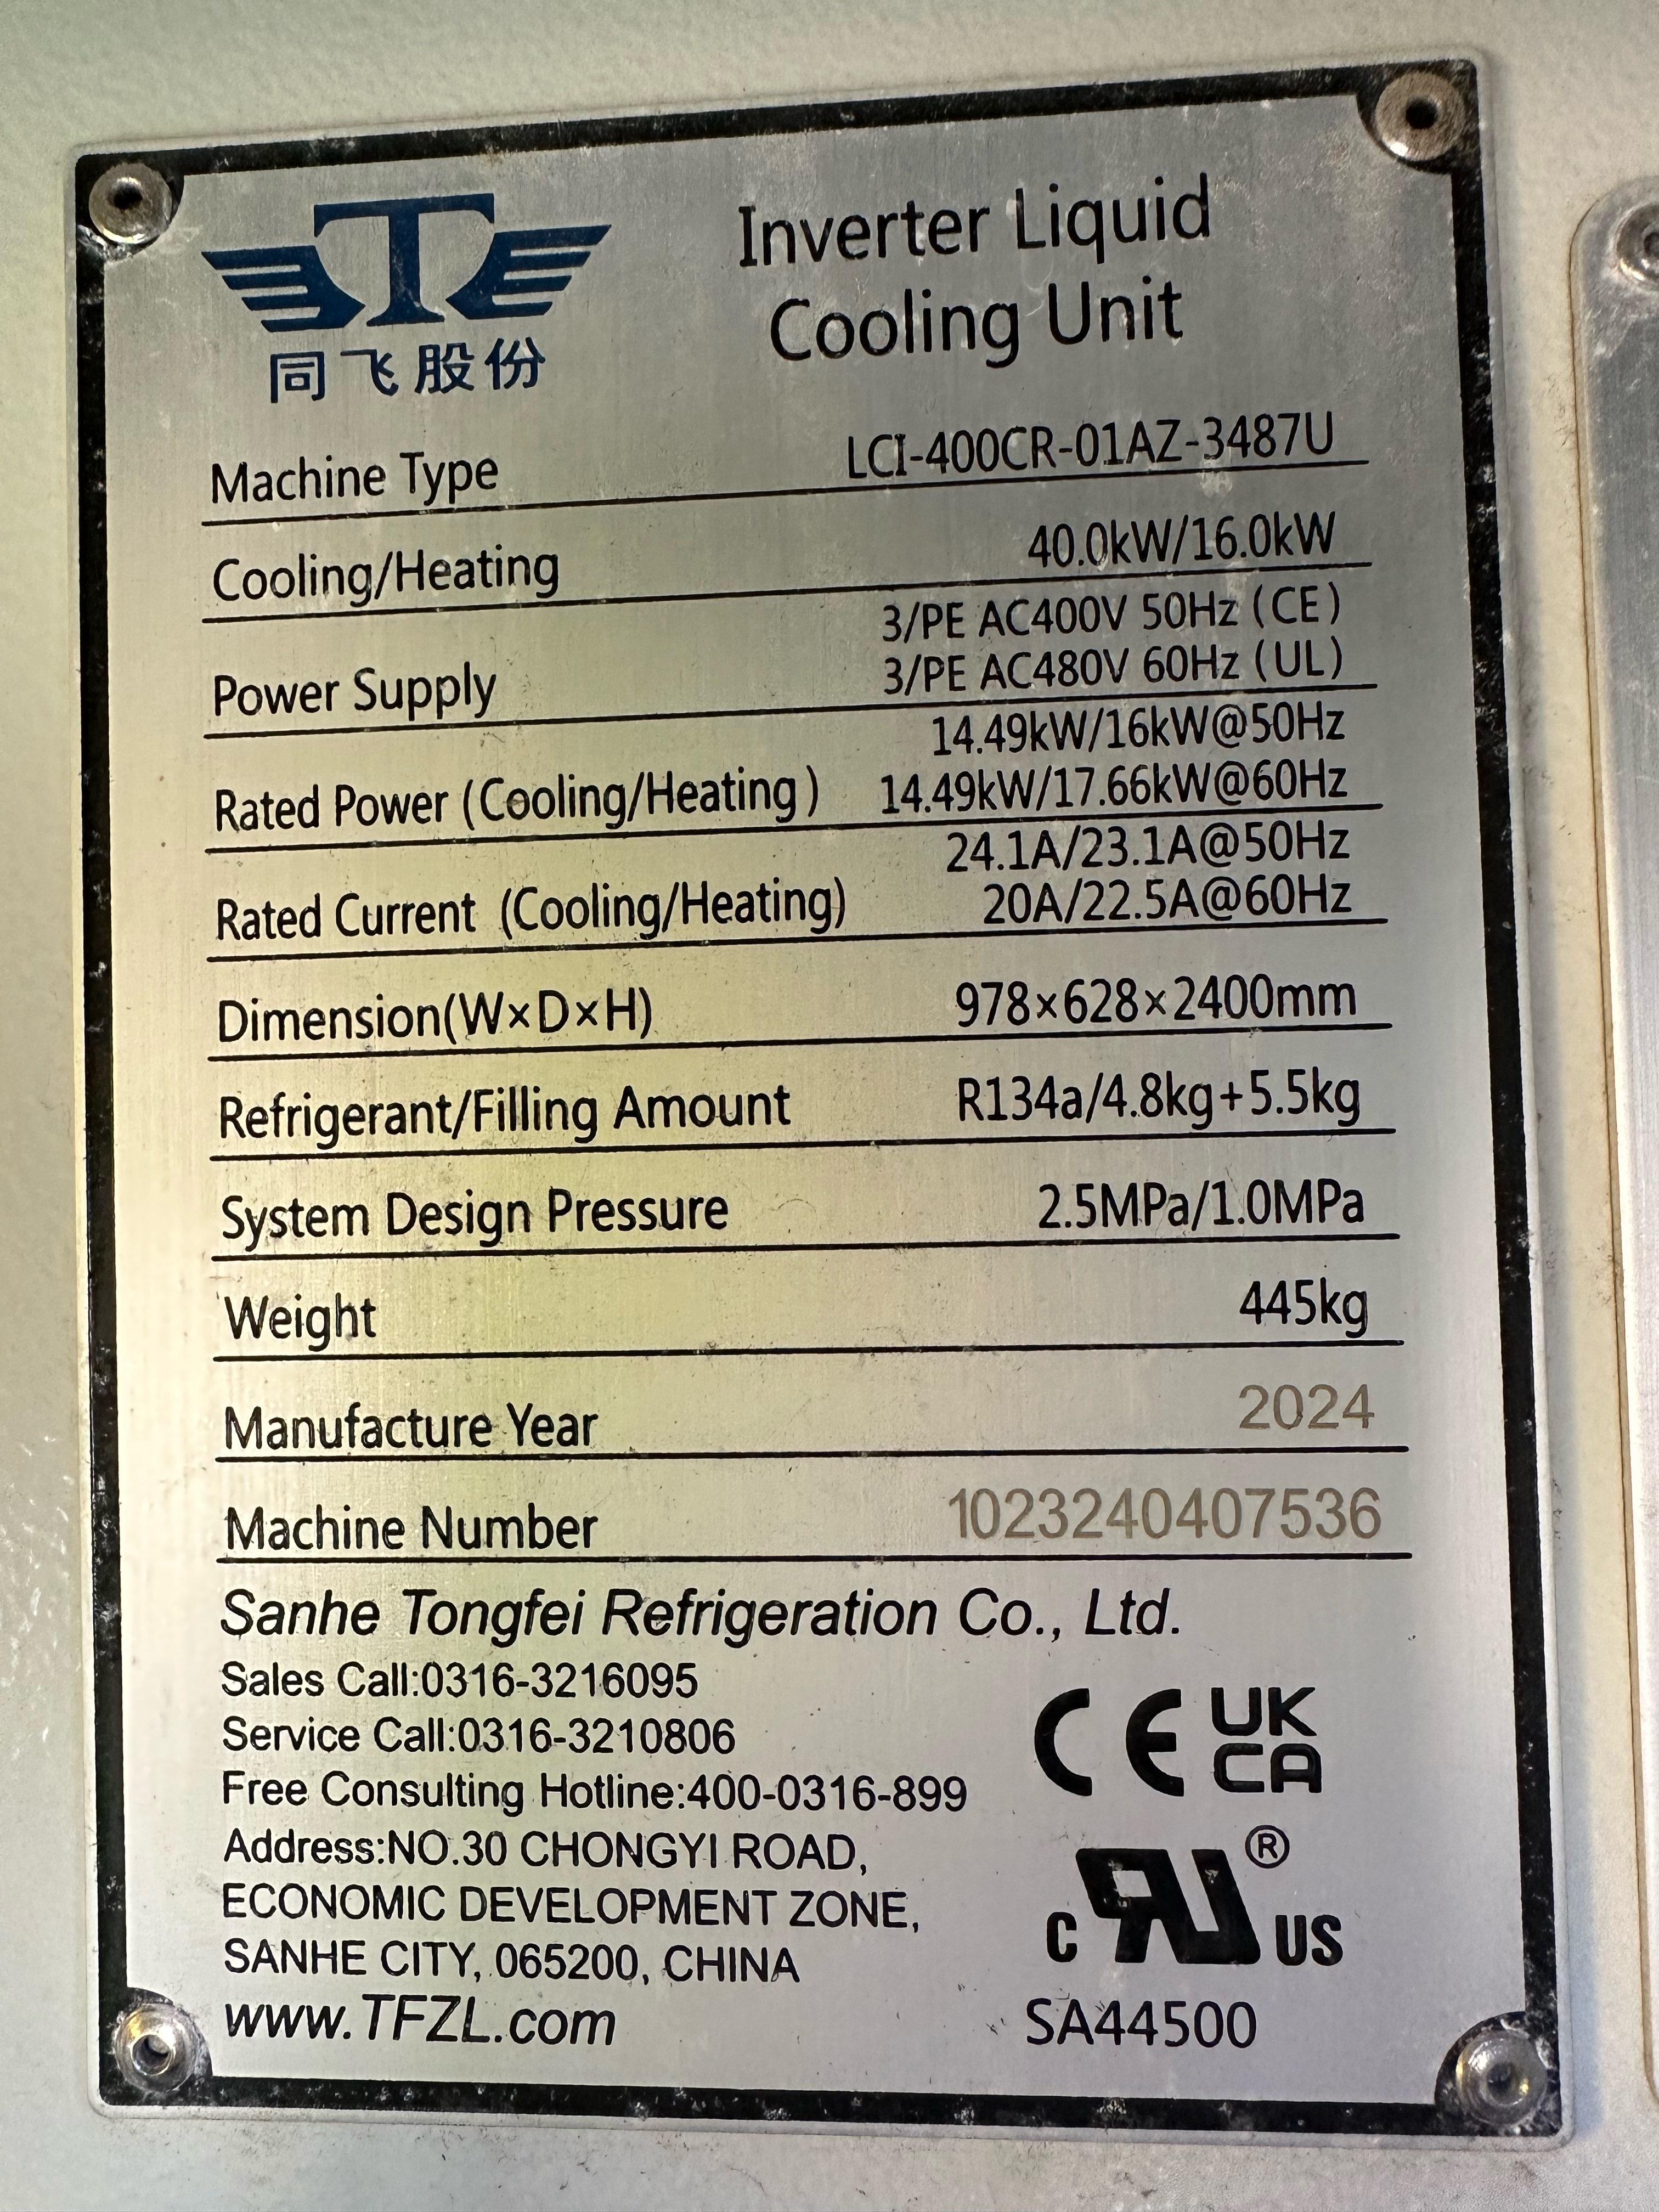 同飞股份
Inverter Liquid
Cooling Unit
Machine Type LCI-400CR-01AZ-3487U
Cooling/Heating 40.0kW/16.0kW
3/PE AC400V 50Hz (CE)
Power Supply 3/PE AC480V 60Hz (UL)
14.49kW/16kW@50Hz
Rated Power (Cooling/Heating) 14.49kW/17.66kW@60Hz
24.1A/23.1A@50Hz
Rated Current (Cooling/Heating) 20A/22.5A@60Hz
Dimension(W×D×H) 978×628×2400mm
Refrigerant/Filling Amount R134a/4.8kg+5.5kg
System Design Pressure 2.5MPa/1.0MPa
Weight 445kg
Manufacture Year 2024
Machine Number 1023240407536
Sanhe Tongfei Refrigeration Co., Ltd.
Sales Call:0316-3216095
Service Call:0316-3210806
Free Consulting Hotline:400-0316-899
Address:NO.30 CHONGYI ROAD,
ECONOMIC DEVELOPMENT ZONE,
SANHE CITY, 065200, CHINA
www.TFZL.com
CE UK
CA
c RU ® US
SA44500